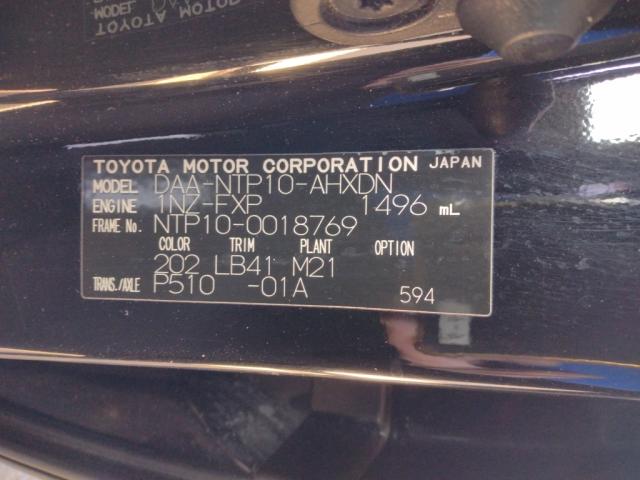 TOYOTA MOTOR CORPORATION JAPAN
MODEL DAA-NTP10-AHXDN
ENGINE 1NZ-FXP 1496 mL
FRAME No. NTP10-0018769
COLOR TRIM PLANT OPTION
202 LB41 M21
TRANS./AXLE P510 -01A 594